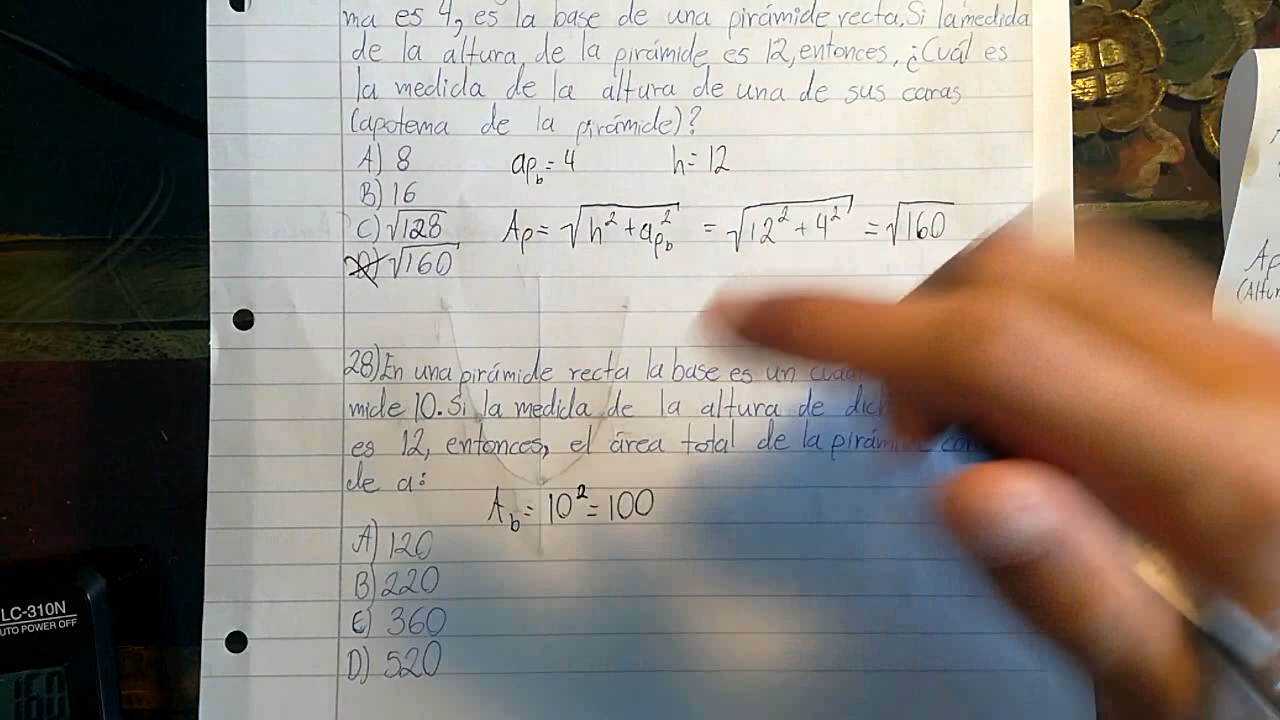 ma es 4, es la base de una pirámide recta. Si la medida
de la altura de la pirámide es 12, entonces, ¿Cuál es
la medida de la altura de una de sus caras
(apotema de la pirámide)?
A) 8 ap_b = 4 h = 12
B) 16
C) √128 Ap = √h² + ap_b² = √12² + 4² = √160
D) √160
28) En una pirámide recta la base es un
mide 10. Si la medida de la altura de
es 12, entonces, el área total de la
de a:
A_b = 10² = 100
A) 120
B) 220
C) 360
D) 520
LC-310N
AUTO POWER OFF
160
Ap